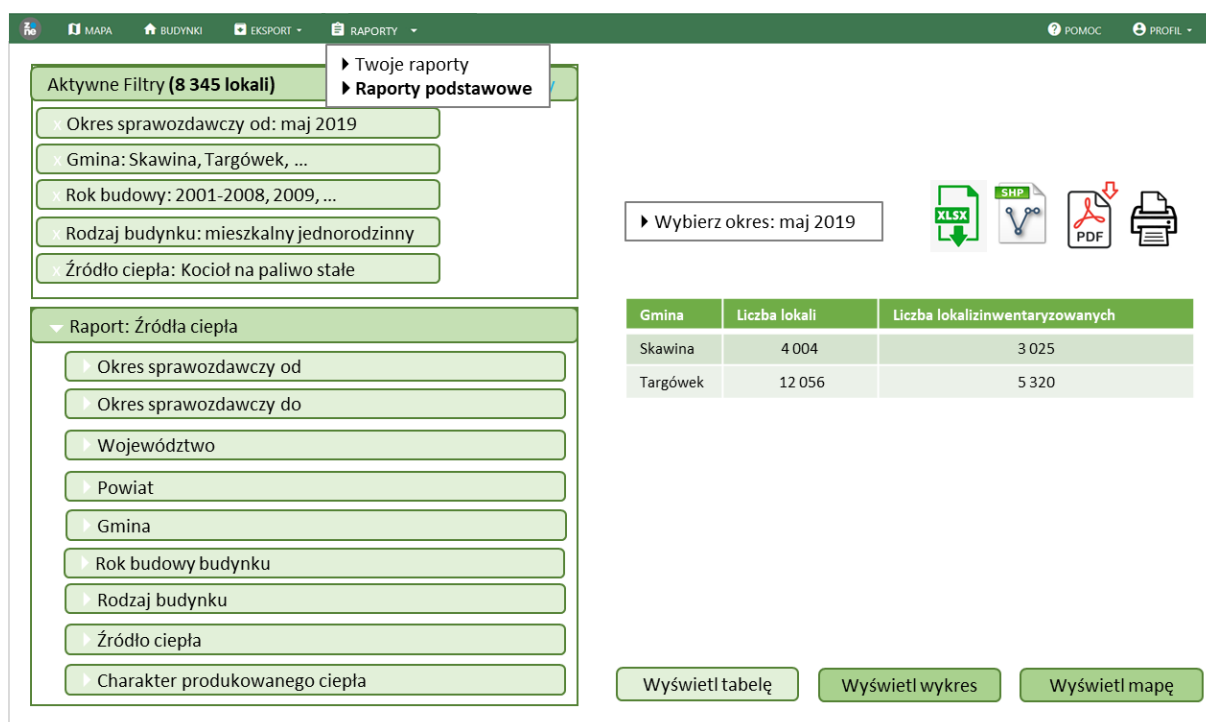 Zone
MAPA
BUDYNKI
EKSPORT
RAPORTY
POMOC
PROFIL
Twoje raporty
Raporty podstawowe
Aktywne Filtry (8 345 lokali)
x Okres sprawozdawczy od: maj 2019
x Gmina: Skawina, Targówek, ...
x Rok budowy: 2001-2008, 2009, ...
x Rodzaj budynku: mieszkalny jednorodzinny
x Źródło ciepła: Kocioł na paliwo stałe
Raport: Źródła ciepła
Okres sprawozdawczy od
Okres sprawozdawczy do
Województwo
Powiat
Gmina
Rok budowy budynku
Rodzaj budynku
Źródło ciepła
Charakter produkowanego ciepła
Wybierz okres: maj 2019
XLSX
SHP
PDF
Gmina Liczba lokali Liczba lokalizinwentaryzowanych
Skawina 4 004 3 025
Targówek 12 056 5 320
Wyświetl tabelę
Wyświetl wykres
Wyświetl mapę